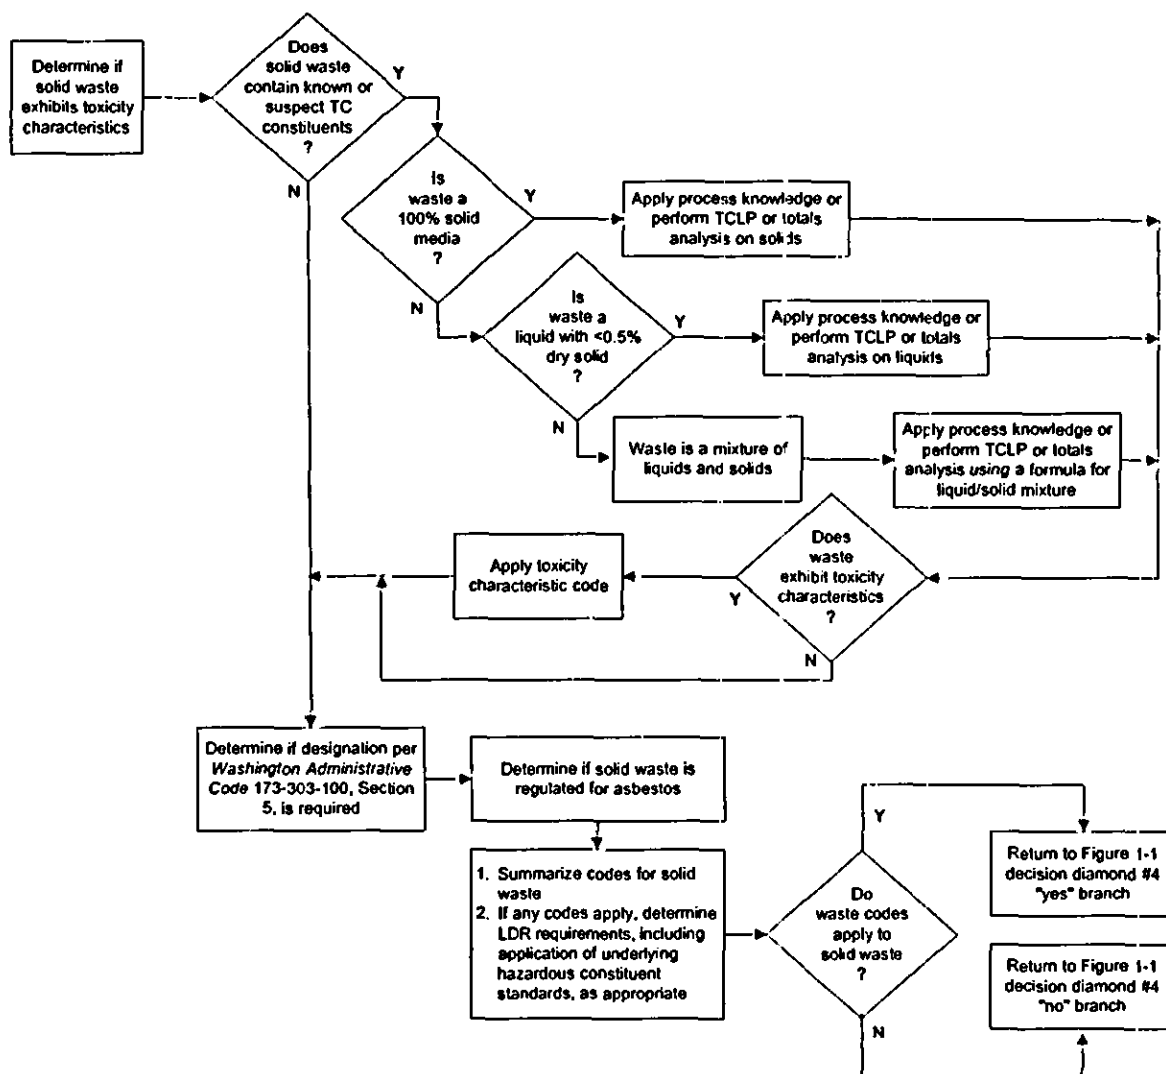 Determine if
solid waste
exhibits toxicity
characteristics
Does
solid waste
contain known or
suspect TC
constituents
?
Y
N
Is
waste a
100% solid
media
?
Y
N
Apply process knowledge or
perform TCLP or totals
analysis on solids
Is
waste a
liquid with <0.5%
dry solid
?
Y
N
Apply process knowledge or
perform TCLP or totals
analysis on liquids
Waste is a mixture of
liquids and solids
Apply process knowledge or
perform TCLP or totals
analysis using a formula for
liquid/solid mixture
Does
waste
exhibit toxicity
characteristics
?
Y
N
Apply toxicity
characteristic code
Determine if designation per
Washington Administrative
Code 173-303-100, Section
5, is required
Determine if solid waste is
regulated for asbestos
1. Summarize codes for solid
waste
2. If any codes apply, determine
LDR requirements, including
application of underlying
hazardous constituent
standards, as appropriate
Do
waste codes
apply to
solid waste
?
Y
N
Return to Figure 1-1
decision diamond #4
"yes" branch
Return to Figure 1-1
decision diamond #4
"no" branch